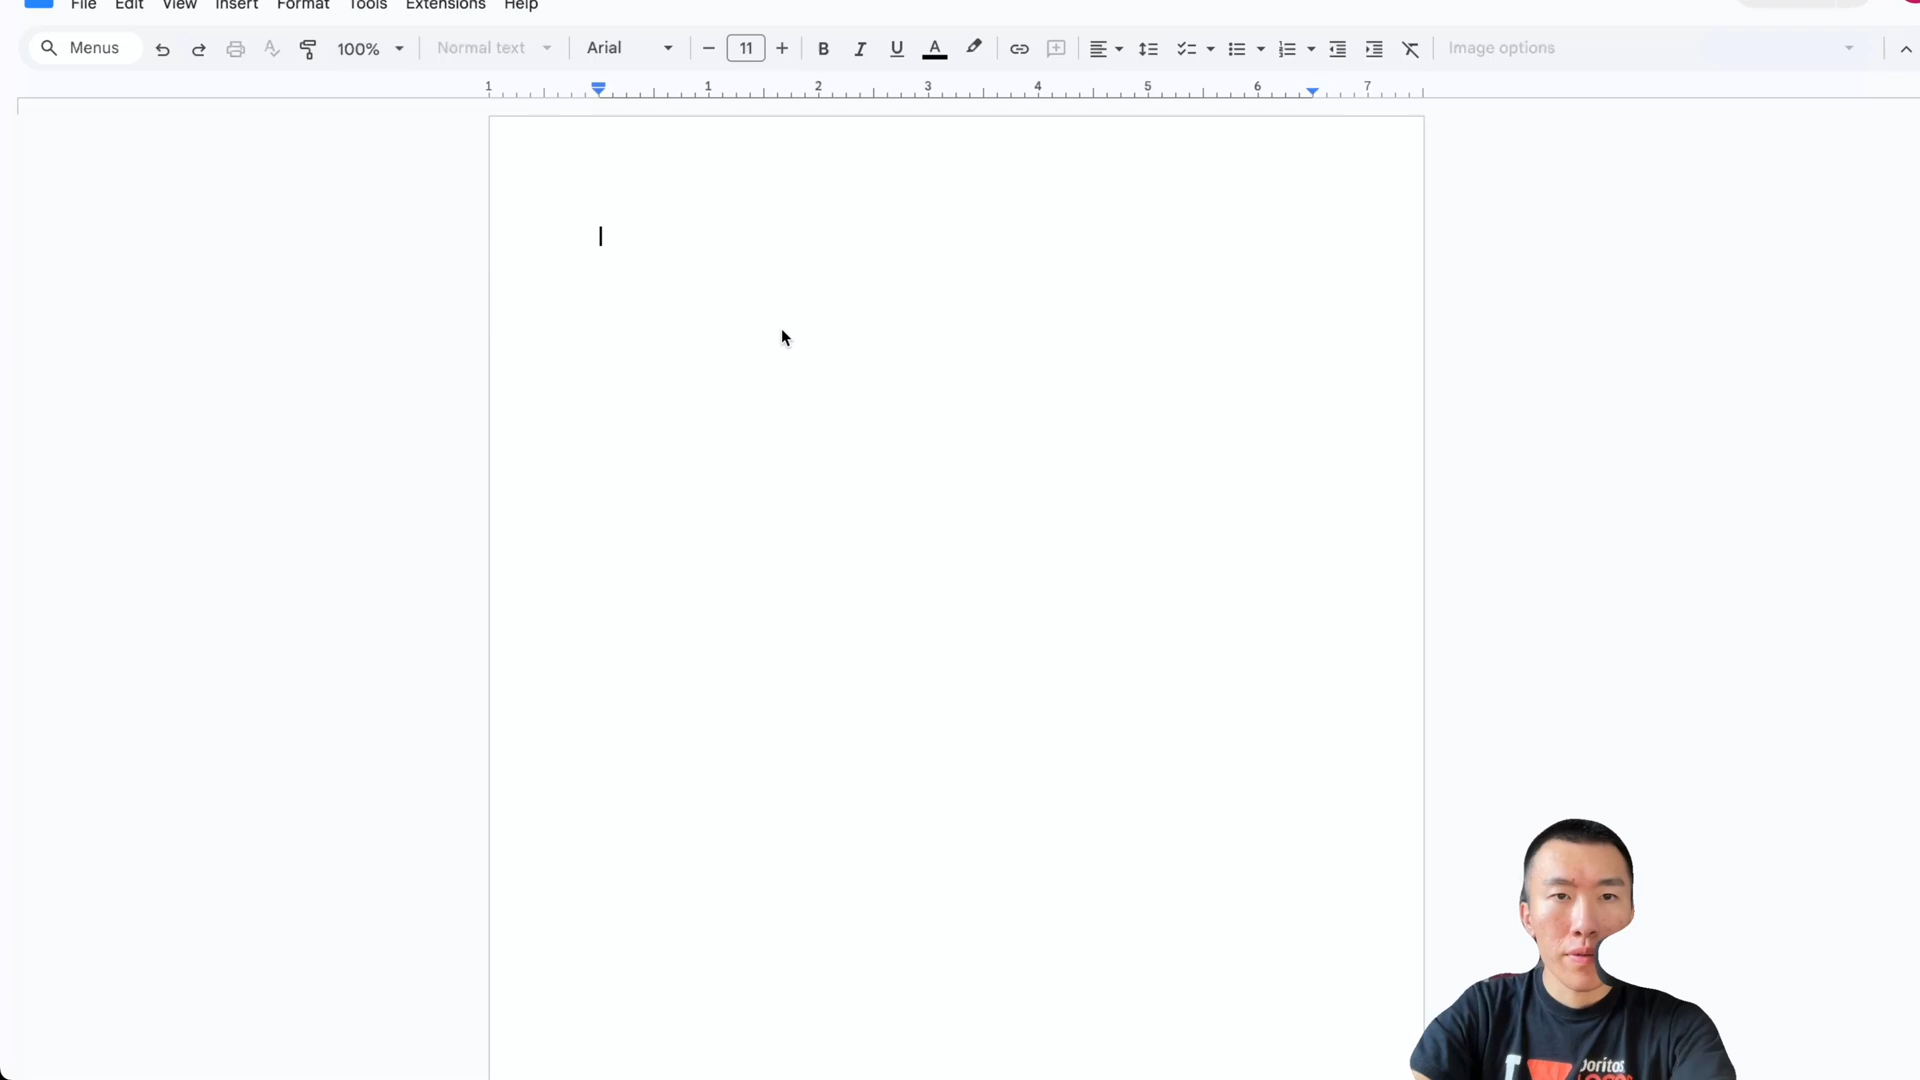 File Edit View Insert Format Tools Extensions Help
Menus 100% Normal text Arial 11 B I U A Image options
1 1 2 3 4 5 6 7
I